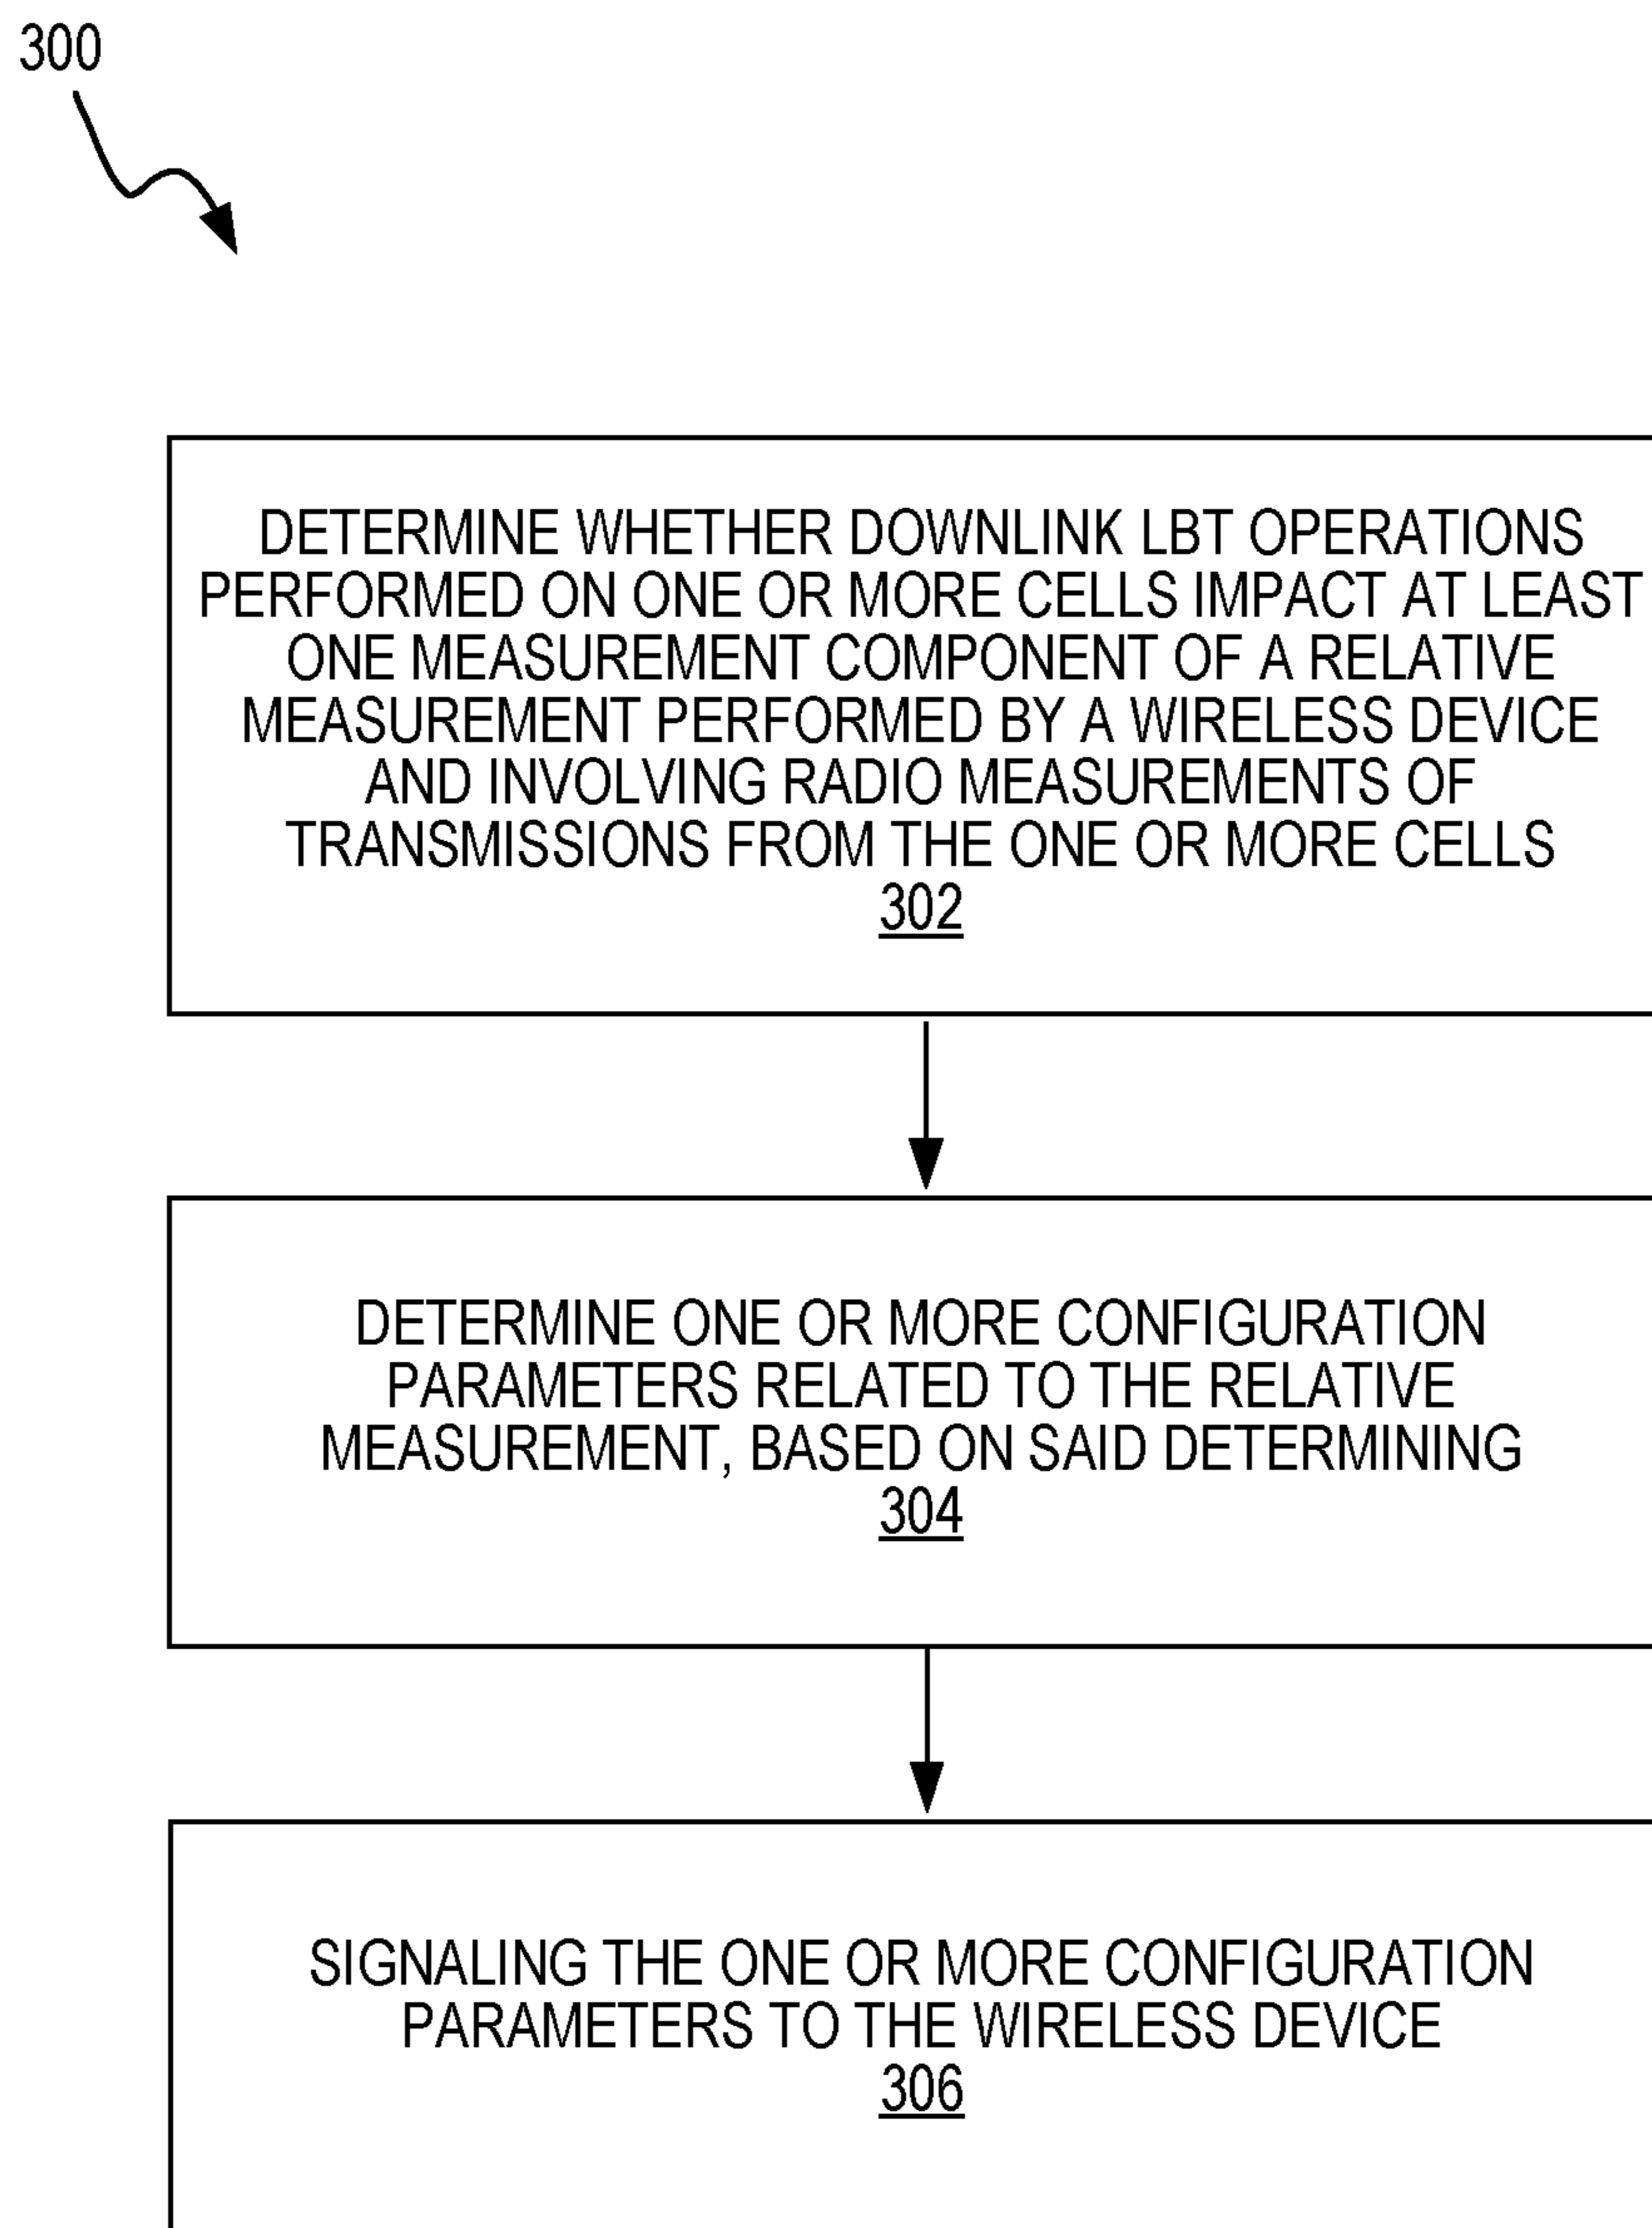 300
DETERMINE WHETHER DOWNLINK LBT OPERATIONS
PERFORMED ON ONE OR MORE CELLS IMPACT AT LEAST
ONE MEASUREMENT COMPONENT OF A RELATIVE
MEASUREMENT PERFORMED BY A WIRELESS DEVICE
AND INVOLVING RADIO MEASUREMENTS OF
TRANSMISSIONS FROM THE ONE OR MORE CELLS
302
DETERMINE ONE OR MORE CONFIGURATION
PARAMETERS RELATED TO THE RELATIVE
MEASUREMENT, BASED ON SAID DETERMINING
304
SIGNALING THE ONE OR MORE CONFIGURATION
PARAMETERS TO THE WIRELESS DEVICE
306